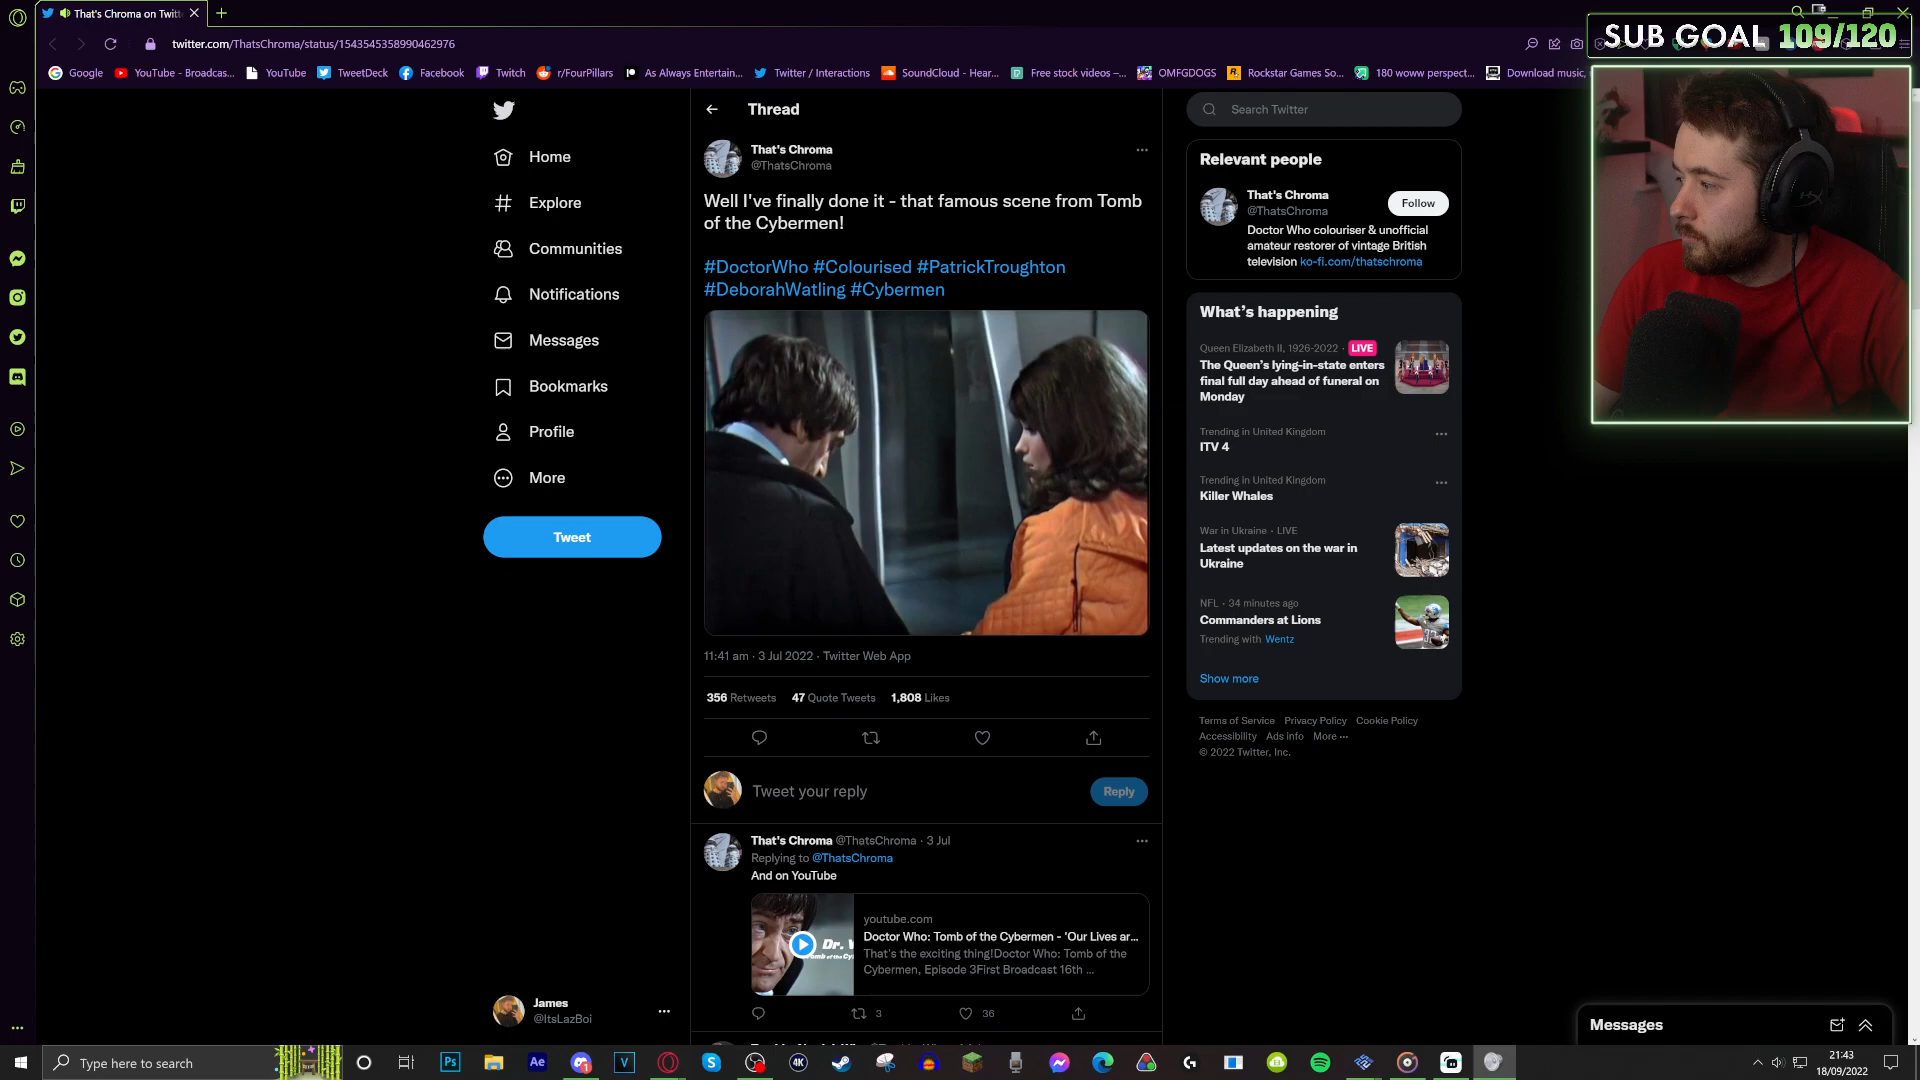 That's Chroma on Twitt
twitter.com/ThatsChroma/status/1543545358990462976
SUB GOAL 109/120
Google
YouTube - Broadcas...
YouTube
TweetDeck
Facebook
Twitch
r/FourPillars
As Always Entertain...
Twitter / Interactions
SoundCloud - Hear...
Free stock videos –...
OMFGDOGS
Rockstar Games So...
180 woww perspect...
Download music,
Home
Explore
Communities
Notifications
Messages
Bookmarks
Profile
More
Tweet
James
@ItsLazBoi
Thread
That's Chroma
@ThatsChroma
Well I've finally done it - that famous scene from Tomb
of the Cybermen!
#DoctorWho #Colourised #PatrickTroughton
#DeborahWatling #Cybermen
11:41 am · 3 Jul 2022 · Twitter Web App
356 Retweets 47 Quote Tweets 1,808 Likes
Tweet your reply
Reply
That's Chroma @ThatsChroma · 3 Jul
Replying to @ThatsChroma
And on YouTube
youtube.com
Doctor Who: Tomb of the Cybermen - 'Our Lives ar...
That's the exciting thing!Doctor Who: Tomb of the
Cybermen, Episode 3First Broadcast 16th ...
3
36
Search Twitter
Relevant people
That's Chroma
@ThatsChroma
Follow
Doctor Who colouriser & unofficial
amateur restorer of vintage British
television ko-fi.com/thatschroma
What's happening
Queen Elizabeth II, 1926-2022 · LIVE
The Queen's lying-in-state enters
final full day ahead of funeral on
Monday
Trending in United Kingdom
ITV 4
Trending in United Kingdom
Killer Whales
War in Ukraine · LIVE
Latest updates on the war in
Ukraine
NFL · 34 minutes ago
Commanders at Lions
Trending with Wentz
Show more
Terms of Service Privacy Policy Cookie Policy
Accessibility Ads info More ···
© 2022 Twitter, Inc.
Messages
Type here to search
21:43
18/09/2022